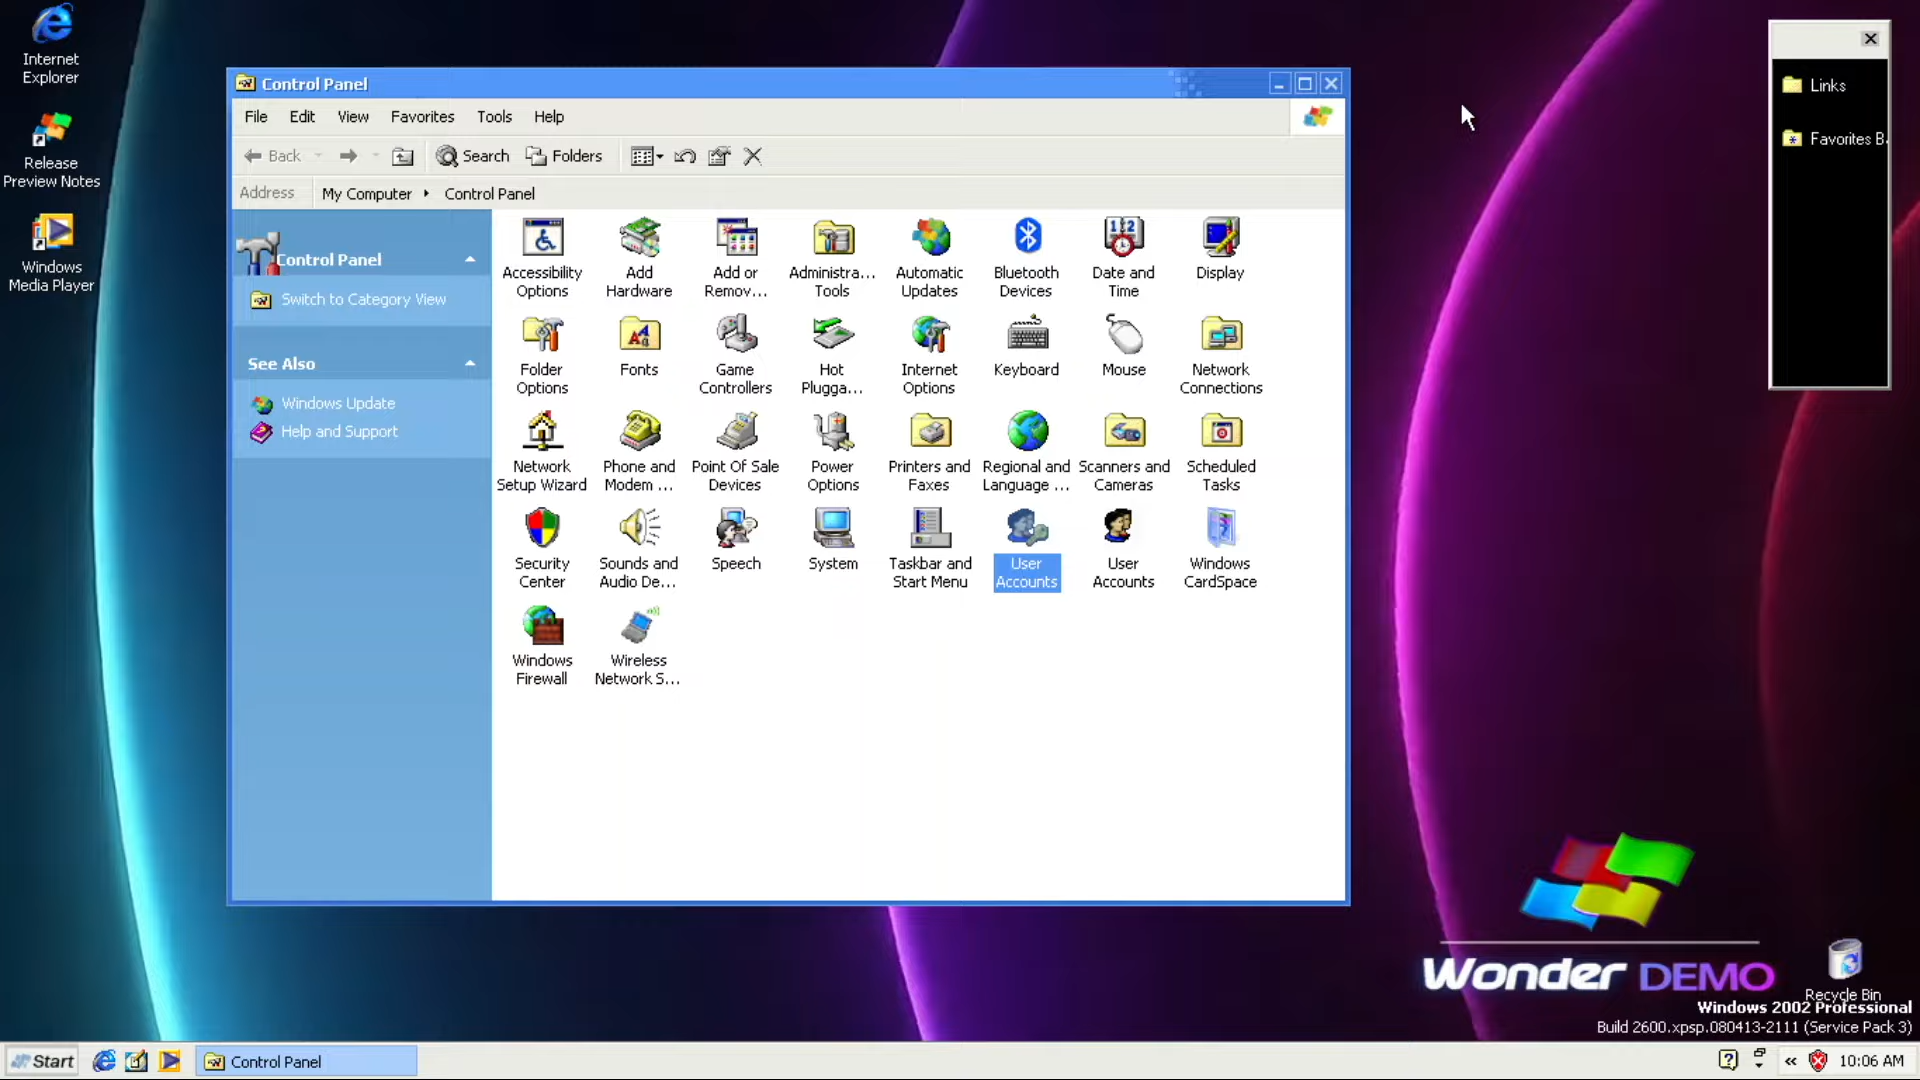 Internet
Explorer
Release
Preview Notes
Windows
Media Player
Control Panel
File Edit View Favorites Tools Help
Back Search Folders
Address My Computer Control Panel
Control Panel
Switch to Category View
See Also
Windows Update
Help and Support
Accessibility
Options
Add
Hardware
Add or
Remov...
Administra...
Tools
Automatic
Updates
Bluetooth
Devices
Date and
Time
Display
Folder
Options
Fonts
Game
Controllers
Hot
Plugga...
Internet
Options
Keyboard
Mouse
Network
Connections
Network
Setup Wizard
Phone and
Modem ...
Point Of Sale
Devices
Power
Options
Printers and
Faxes
Regional and
Language ...
Scanners and
Cameras
Scheduled
Tasks
Security
Center
Sounds and
Audio De...
Speech
System
Taskbar and
Start Menu
User
Accounts
User
Accounts
Windows
CardSpace
Windows
Firewall
Wireless
Network S...
Links
Favorites B
Wonder DEMO
Recycle Bin
Windows 2002 Professional
Build 2600.xpsp.080413-2111 (Service Pack 3)
Start
Control Panel
10:06 AM